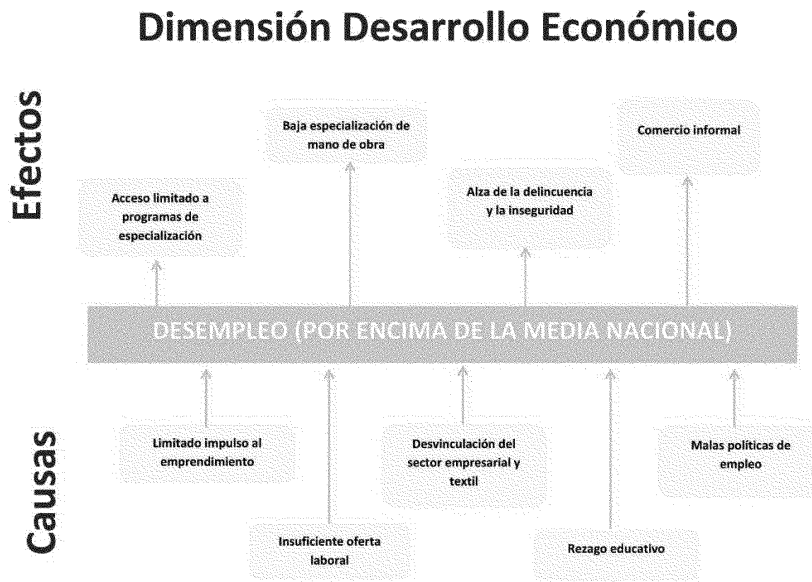 Dimensión Desarrollo Económico
Efectos
Baja especialización de
mano de obra
Comercio informal
Acceso limitado a
programas de
especialización
Alza de la delincuencia
y la inseguridad
DESEMPLEO (POR ENCIMA DE LA MEDIA NACIONAL)
Causas
Limitado impulso al
emprendimiento
Desvinculación del
sector empresarial y
textil
Malas políticas de
empleo
Insuficiente oferta
laboral
Rezago educativo